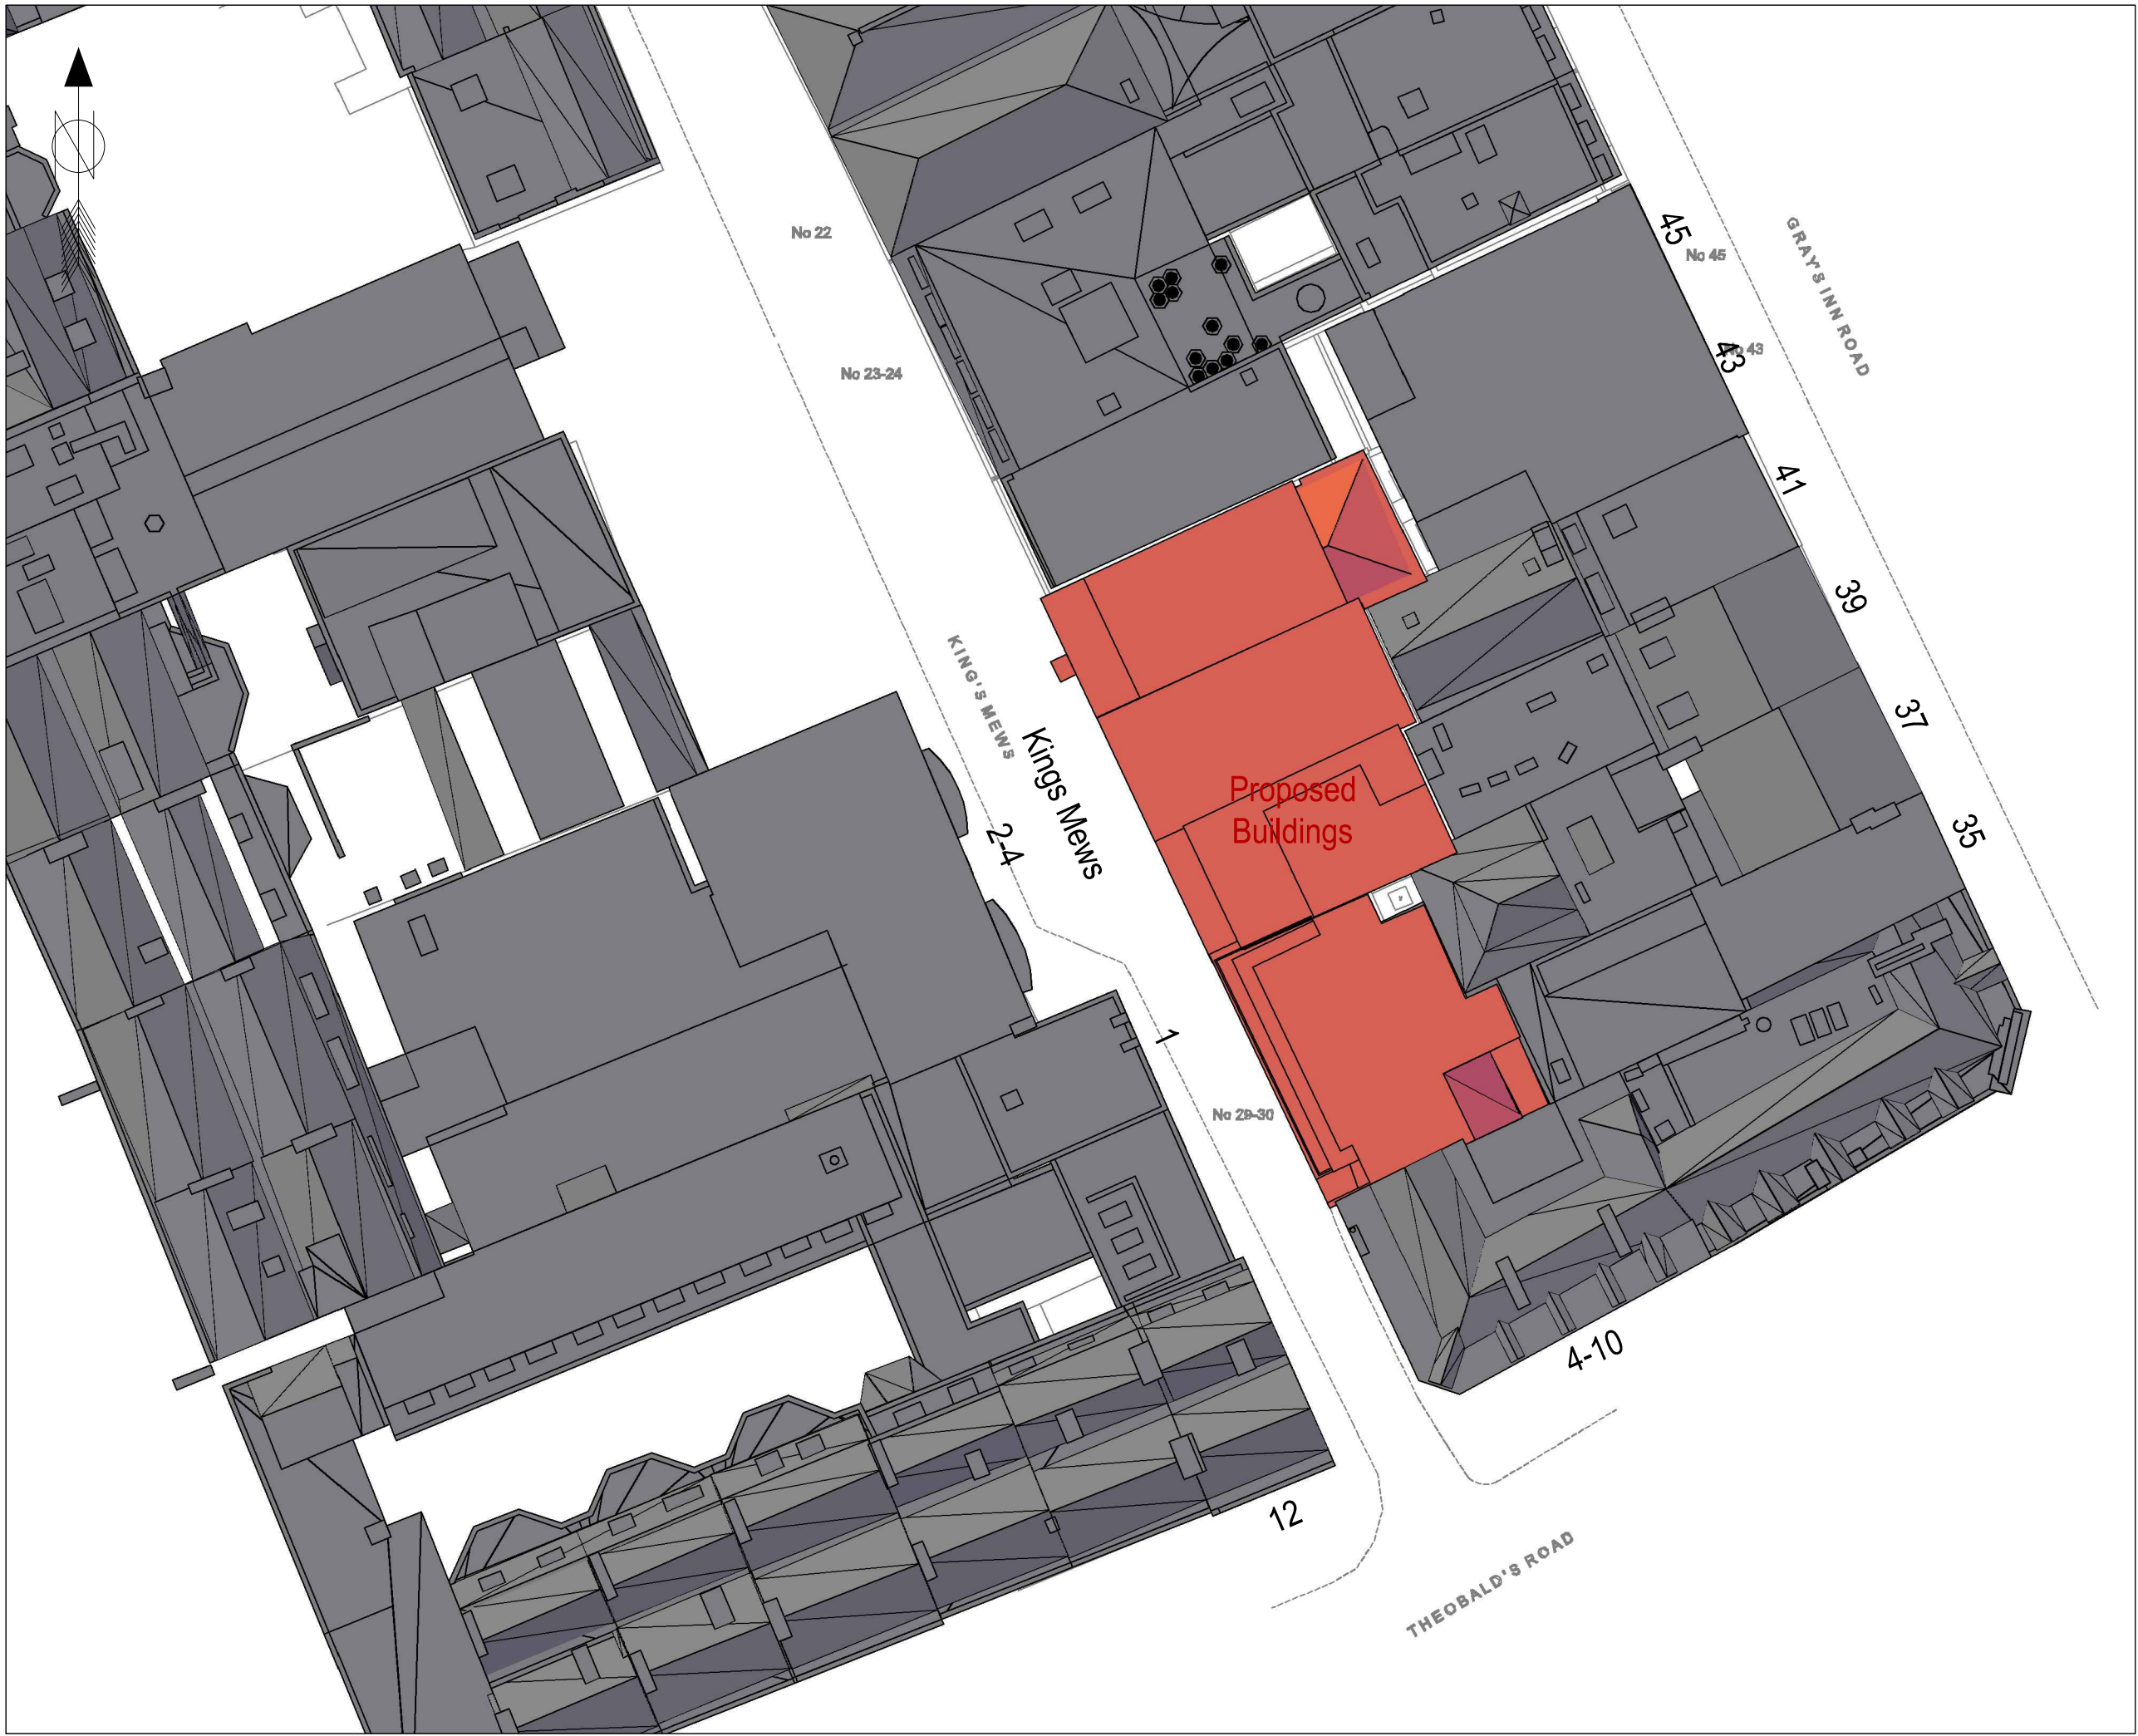 N
No 22
45
No 45
GRAY'S INN ROAD
43
No 43
No 23-24
41
39
KING'S MEWS
37
Kings Mews
Proposed
Buildings
2-4
35
1
No 29-30
4-10
12
THEOBALD'S ROAD